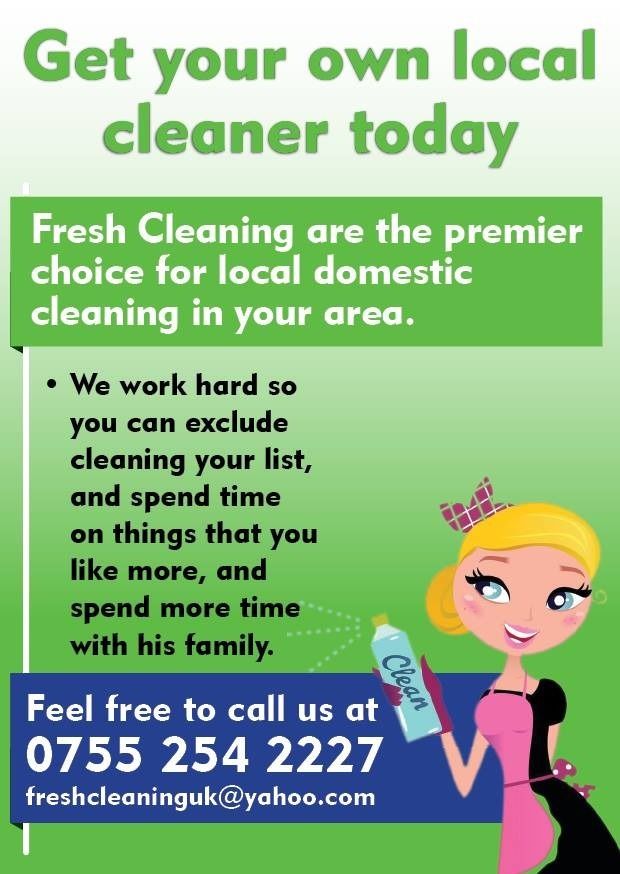 Get your own local
cleaner today
Fresh Cleaning are the premier
choice for local domestic
cleaning in your area.
• We work hard so
you can exclude
cleaning your list,
and spend time
on things that you
like more, and
spend more time
with his family.
Clean
Feel free to call us at
0755 254 2227
freshcleaninguk@yahoo.com